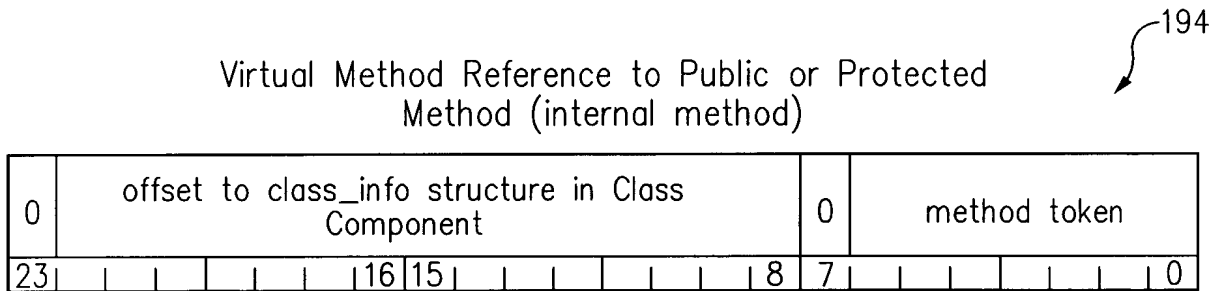 194
Virtual Method Reference to Public or Protected
Method (internal method)
0 offset to class_info structure in Class
Component 0 method token
23 16 15 8 7 0